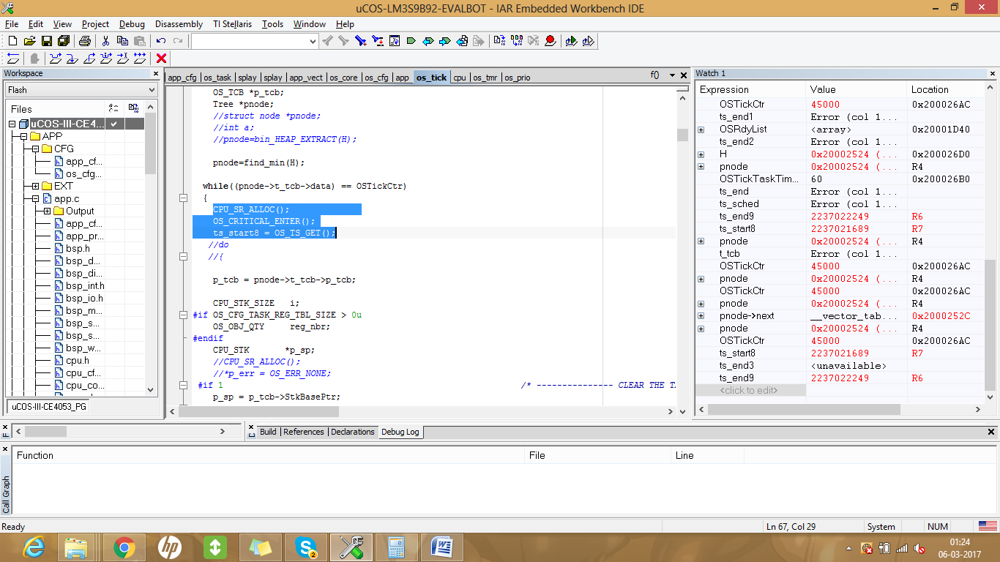 uCOS-LM3S9B92-EVALBOT - IAR Embedded Workbench IDE
File Edit View Project Debug Disassembly TI Stellaris Tools Window Help
Workspace
Flash
Files
uCOS-III-CE4...
APP
CFG
app_cf...
os_cfg...
EXT
app.c
Output
app_cf...
app_pr...
bsp.h
bsp_d...
bsp_di...
bsp_int.h
bsp_io.h
bsp_m...
bsp_s...
bsp_s...
bsp_w...
cpu.h
cpu_cf...
cpu_co...
uCOS-III-CE4053_PG
app_cfg os_task splay splay app_vect os_core os_cfg app os_tick cpu os_tmr os_prio f()
OS_TCB *p_tcb;
Tree *pnode;
//struct node *pnode;
//int a;
//pnode=bin_HEAP_EXTRACT(H);
pnode=find_min(H);
while((pnode->t_tcb->data) == OSTickCtr)
{
CPU_SR_ALLOC();
OS_CRITICAL_ENTER();
ts_start8 = OS_TS_GET();
//do
//{
p_tcb = pnode->t_tcb->p_tcb;
CPU_STK_SIZE i;
#if OS_CFG_TASK_REG_TBL_SIZE > 0u
OS_OBJ_QTY reg_nbr;
#endif
CPU_STK *p_sp;
//CPU_SR_ALLOC();
//*p_err = OS_ERR_NONE;
#if 1 /* --------------- CLEAR THE T
p_sp = p_tcb->StkBasePtr;
Watch 1
Expression Value Location
OSTickCtr 45000 0x200026AC
ts_end1 Error (col 1...
OSRdyList <array> 0x20001D40
ts_end2 Error (col 1...
H 0x20002524 (... 0x200026D0
pnode 0x20002524 (... R4
OSTickTaskTim... 60 0x200026B0
ts_end Error (col 1...
ts_sched Error (col 1...
ts_end9 2237022249 R6
ts_start8 2237021689 R7
pnode 0x20002524 (... R4
t_tcb Error (col 1...
OSTickCtr 45000 0x200026AC
pnode 0x20002524 (... R4
OSTickCtr 45000 0x200026AC
pnode 0x20002524 (... R4
pnode->next __vector_tab... 0x2000252C
pnode 0x20002524 (... R4
OSTickCtr 45000 0x200026AC
ts_start8 2237021689 R7
ts_end3 <unavailable>
ts_end9 2237022249 R6
<click to edit>
Build References Declarations Debug Log
Call Graph
Function File Line
Ready Ln 67, Col 29 System NUM
01:24
06-03-2017